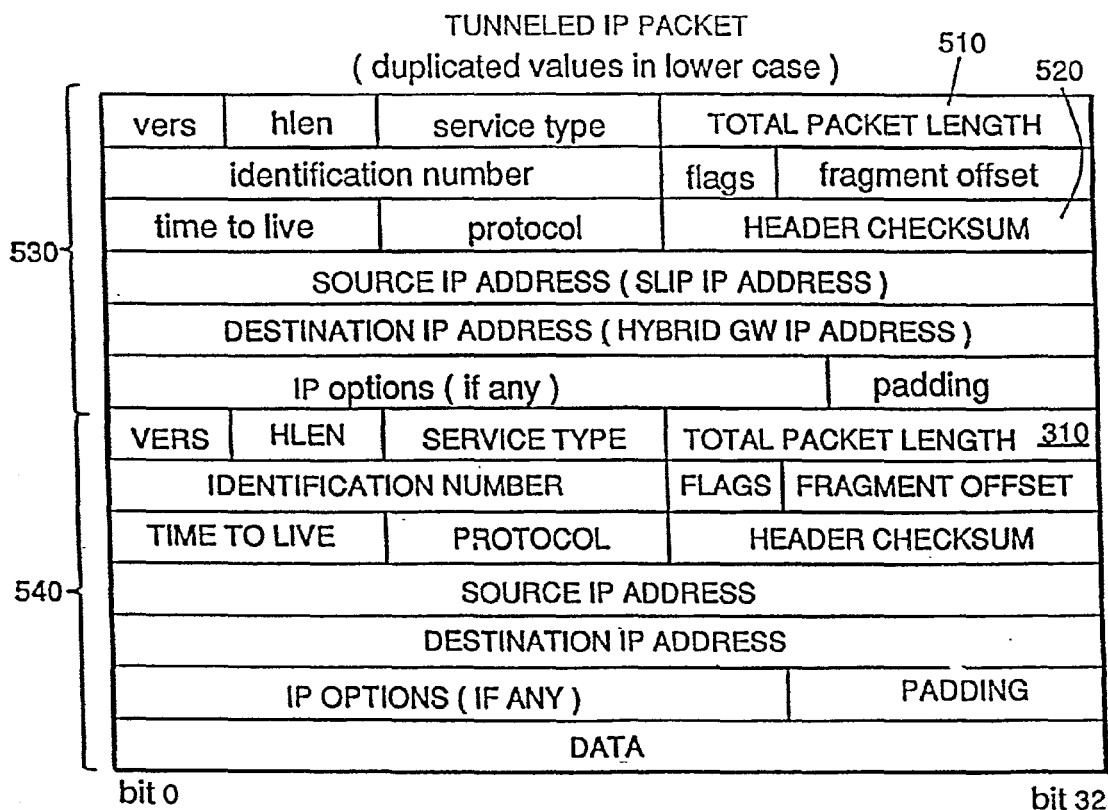 TUNNELED IP PACKET
( duplicated values in lower case )
510
520
vers hlen service type TOTAL PACKET LENGTH
identification number flags fragment offset
time to live protocol HEADER CHECKSUM
530
SOURCE IP ADDRESS ( SLIP IP ADDRESS )
DESTINATION IP ADDRESS ( HYBRID GW IP ADDRESS )
IP options ( if any ) padding
VERS HLEN SERVICE TYPE TOTAL PACKET LENGTH 310
IDENTIFICATION NUMBER FLAGS FRAGMENT OFFSET
TIME TO LIVE PROTOCOL HEADER CHECKSUM
540
SOURCE IP ADDRESS
DESTINATION IP ADDRESS
IP OPTIONS ( IF ANY ) PADDING
DATA
bit 0 bit 32